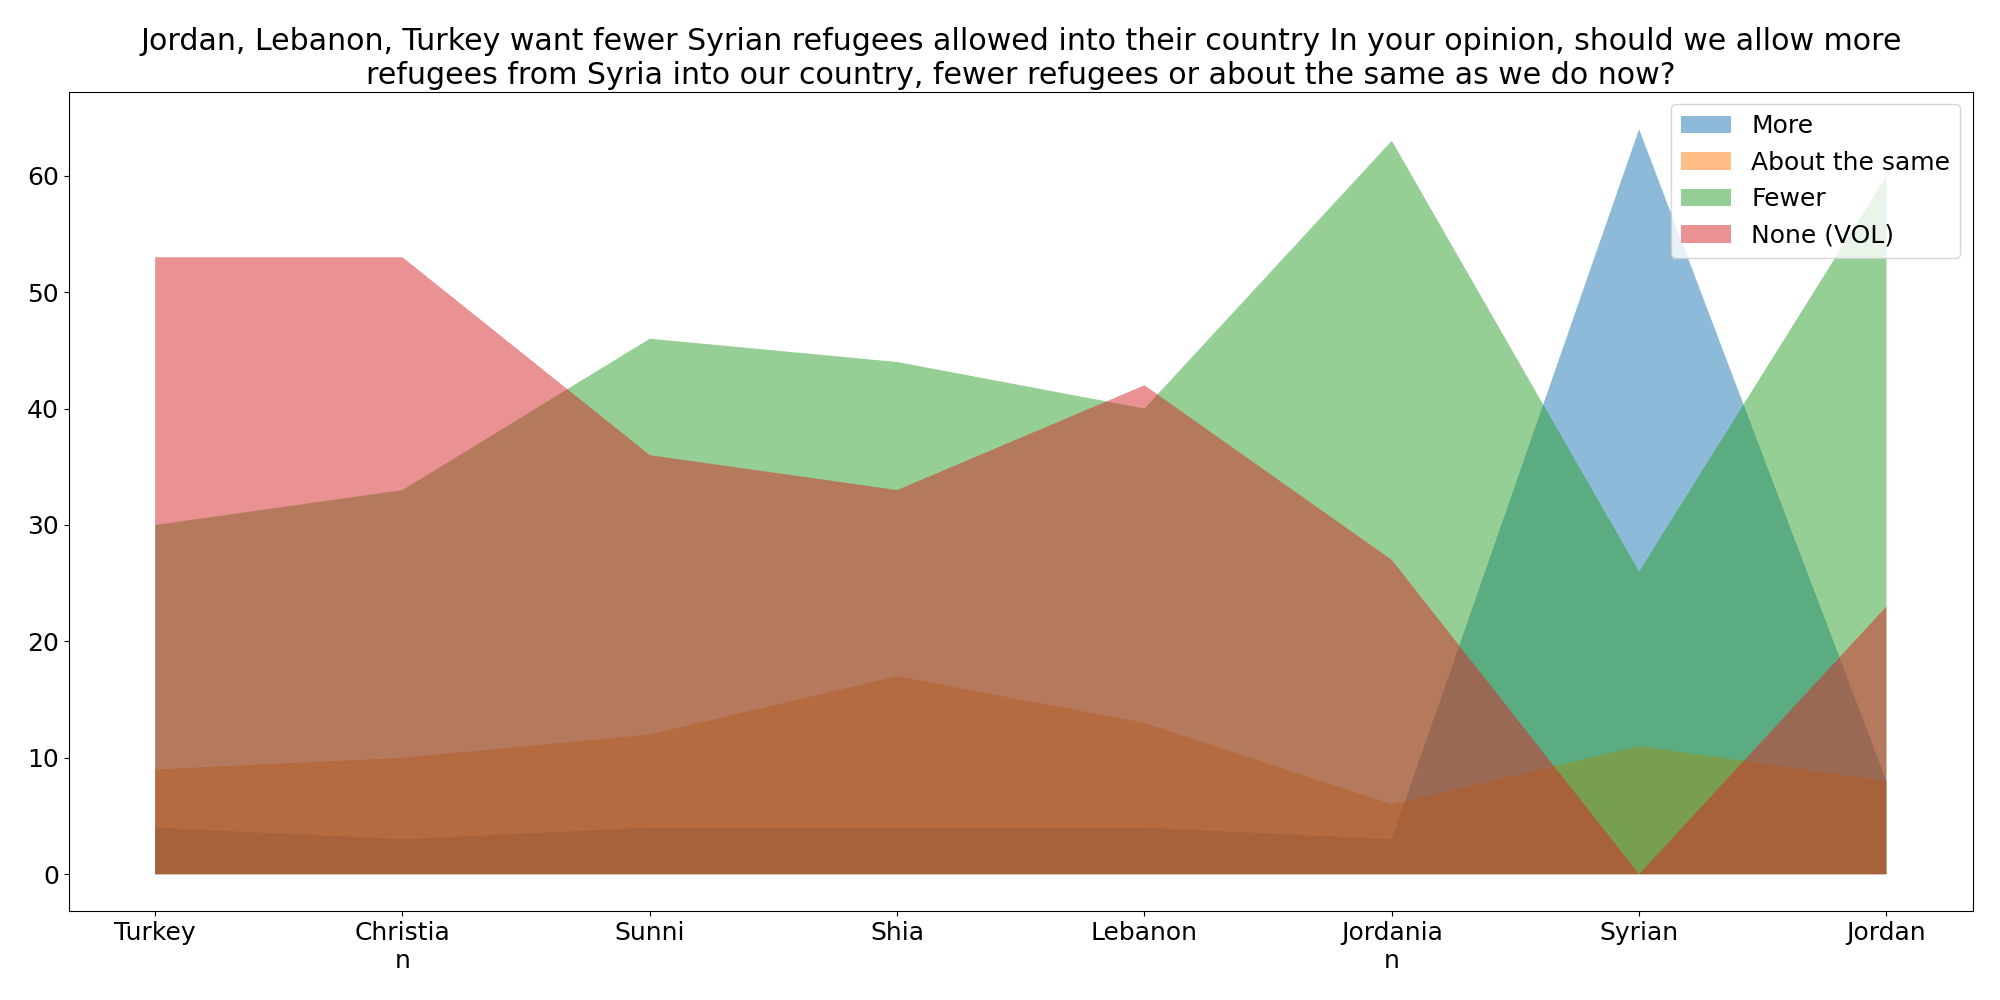 Jordan, Lebanon, Turkey want fewer Syrian refugees allowed into their country In your opinion, should we allow more
refugees from Syria into our country, fewer refugees or about the same as we do now?
More
About the same
Fewer
None (VOL)
60
50
40
30
20
10
0
Turkey
Christia
n
Sunni
Shia
Lebanon
Jordania
n
Syrian
Jordan